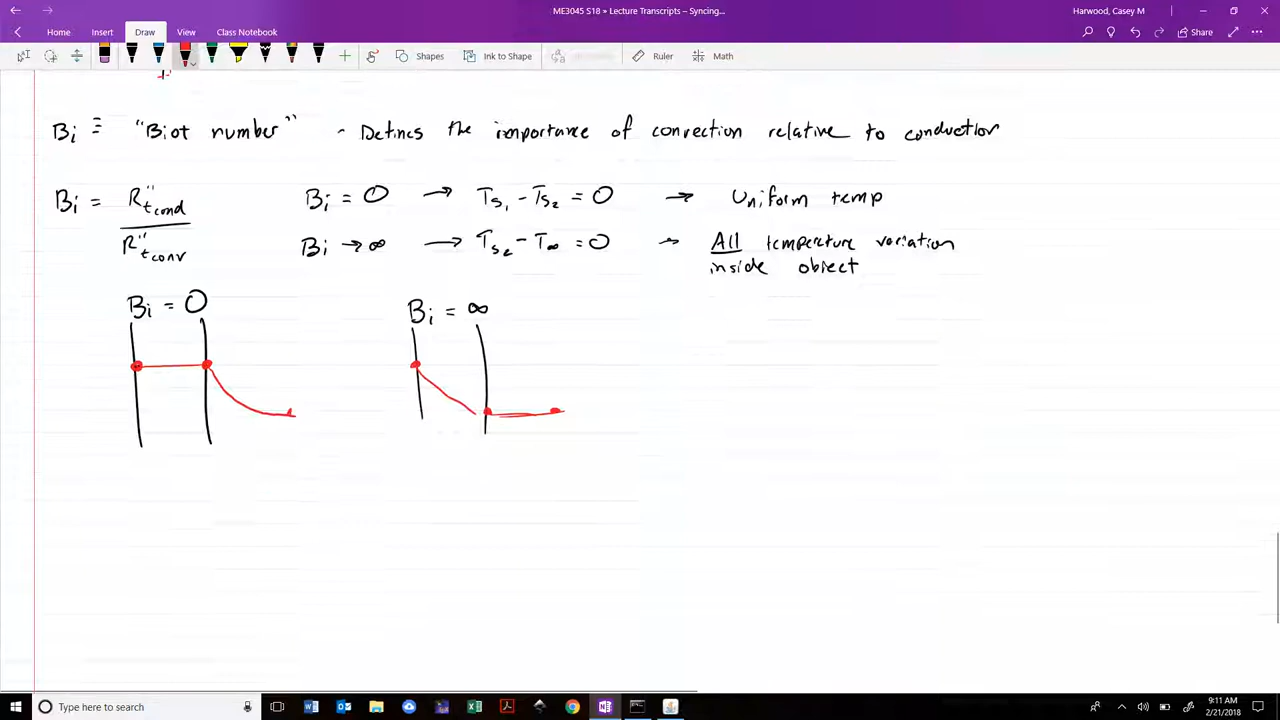 ME3045 S18 » Lecture Transcripts – Syncing...
Harwood, Casey M
Home Insert Draw View Class Notebook
Share
Shapes Ink to Shape Ruler Math
Bi ≡ "Biot number" - Defines the importance of convection relative to conduction
Bi = R"t,cond / R"t,conv
Bi = 0 → Ts1 - Ts2 = 0 → Uniform temp
Bi → ∞ → Ts2 - T∞ = 0 → All temperature variation
inside object
Bi = 0
Bi = ∞
Type here to search
9:11 AM
2/21/2018